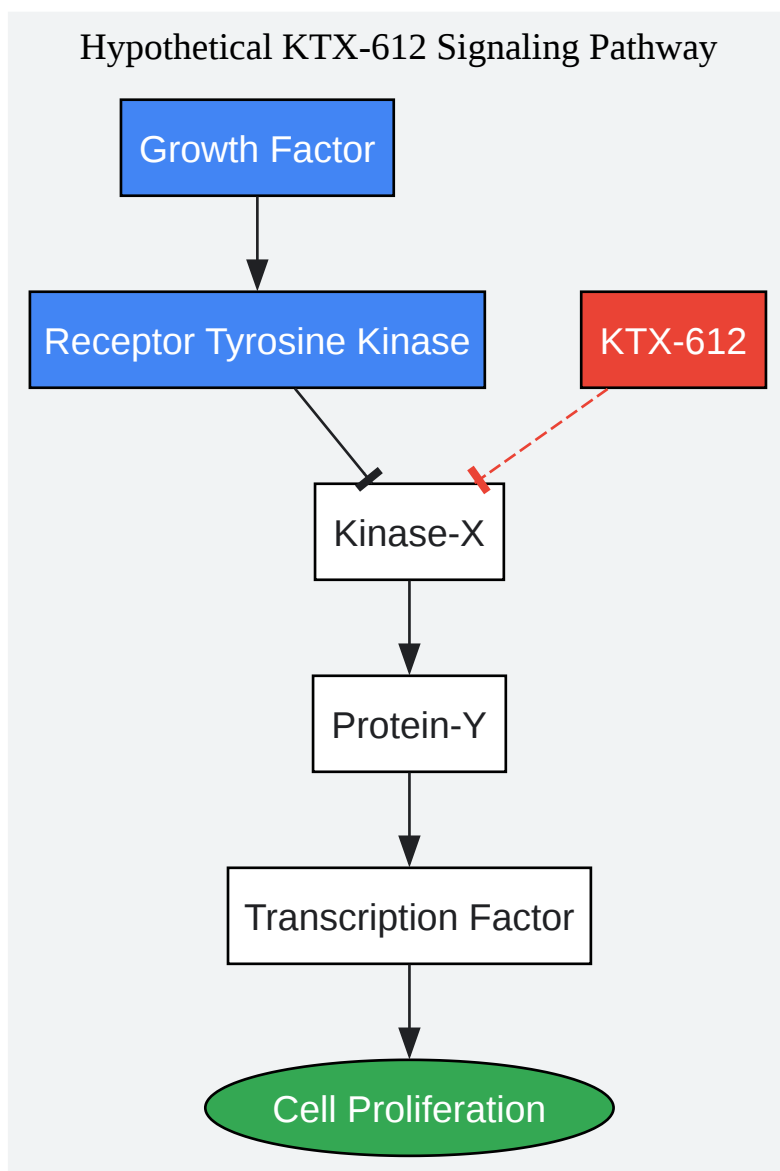 Hypothetical KTX-612 Signaling Pathway
Growth Factor
Receptor Tyrosine Kinase
KTX-612
Kinase-X
Protein-Y
Transcription Factor
Cell Proliferation